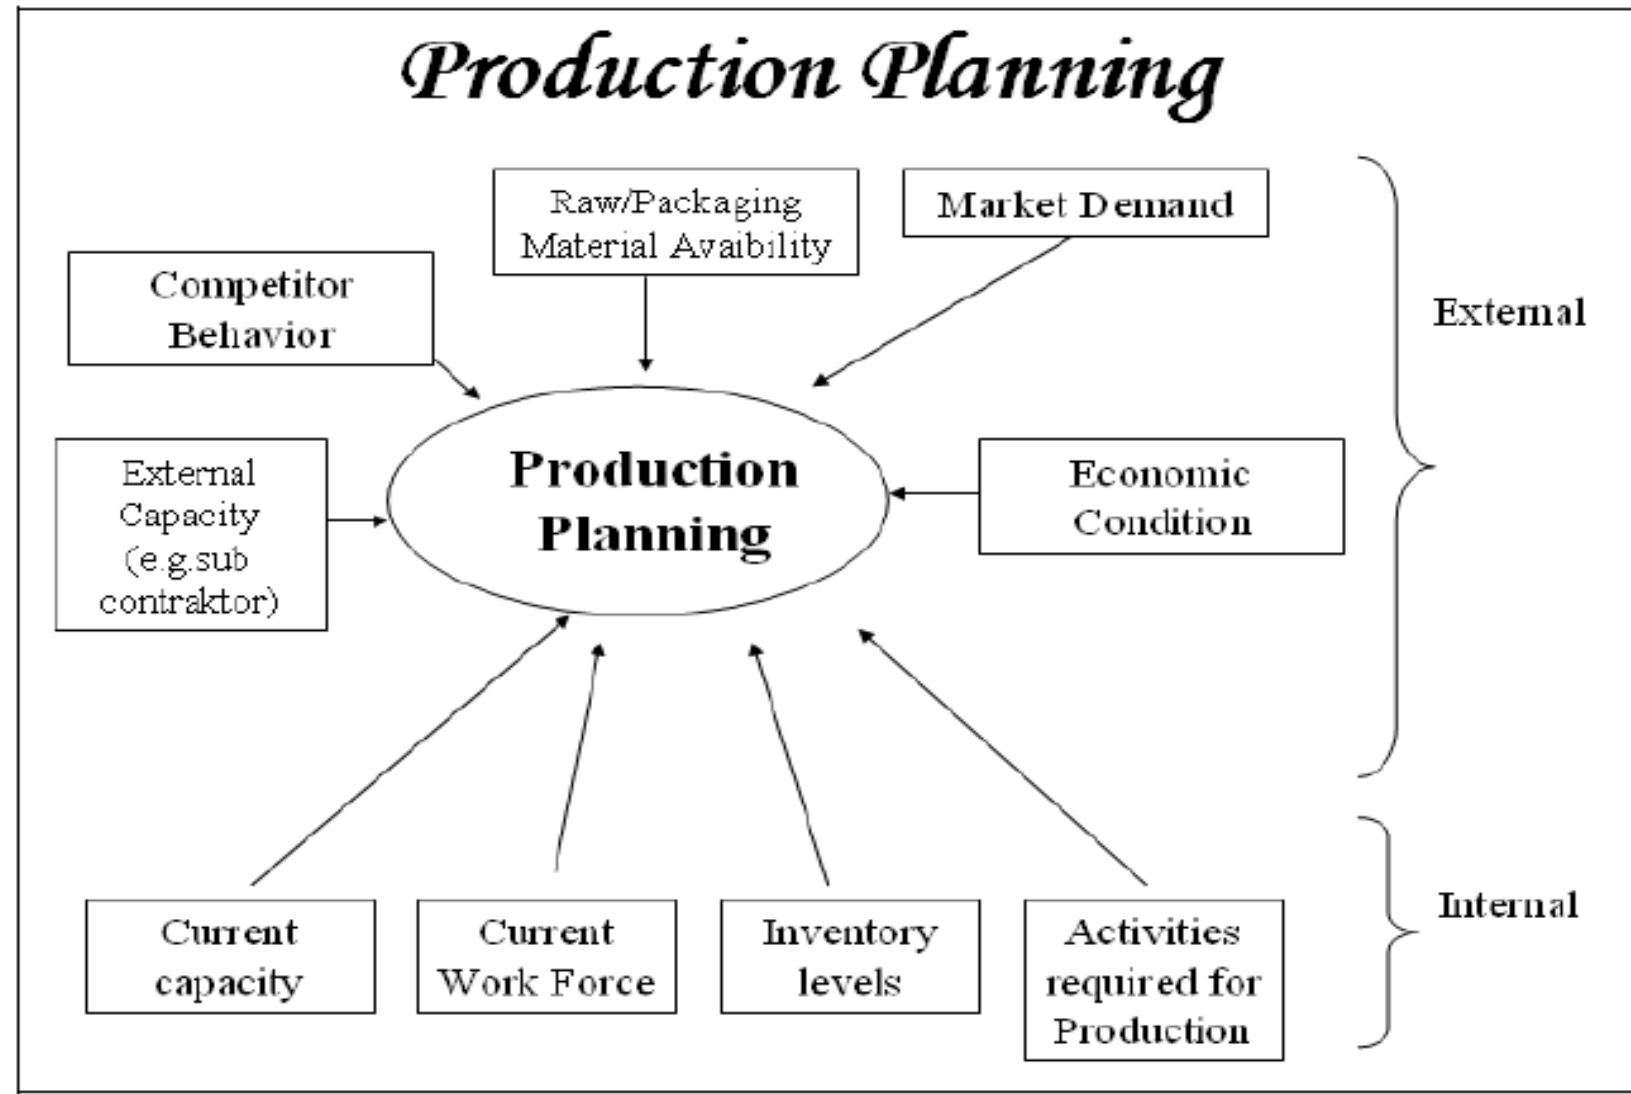 Production Planning
Raw/Packaging
Material Avaibility
Market Demand
Competitor
Behavior
External
External
Capacity
(e.g.sub
contraktor)
Production
Planning
Economic
Condition
Current
capacity
Current
Work Force
Inventory
levels
Activities
required for
Production
Internal